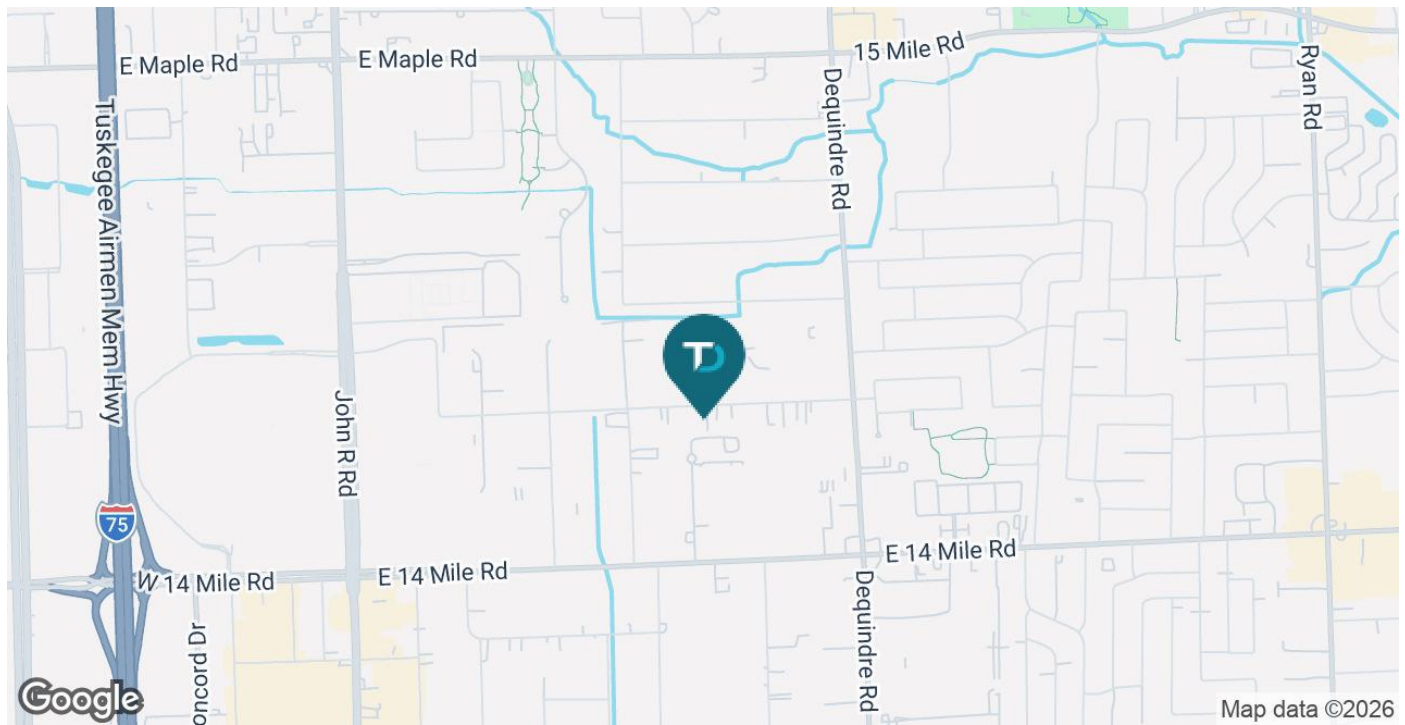 E Maple Rd
E Maple Rd
15 Mile Rd
Ryan Rd
Tuskegee Airmen Mem Hwy
Dequindre Rd
TD
John R Rd
75
W 14 Mile Rd
E 14 Mile Rd
E 14 Mile Rd
Dequindre Rd
oncord Dr
Google
Map data ©2026